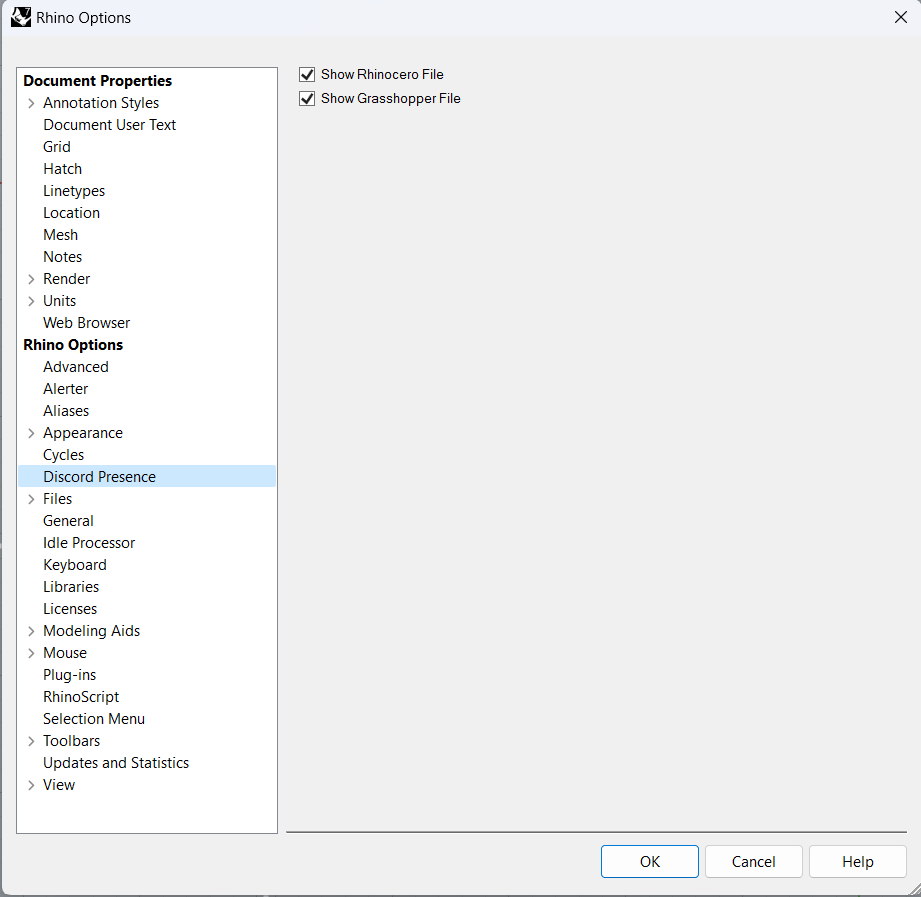 Rhino Options
Document Properties
Annotation Styles
Document User Text
Grid
Hatch
Linetypes
Location
Mesh
Notes
Render
Units
Web Browser
Rhino Options
Advanced
Alerter
Aliases
Appearance
Cycles
Discord Presence
Files
General
Idle Processor
Keyboard
Libraries
Licenses
Modeling Aids
Mouse
Plug-ins
RhinoScript
Selection Menu
Toolbars
Updates and Statistics
View
Show Rhinocero File
Show Grasshopper File
OK
Cancel
Help